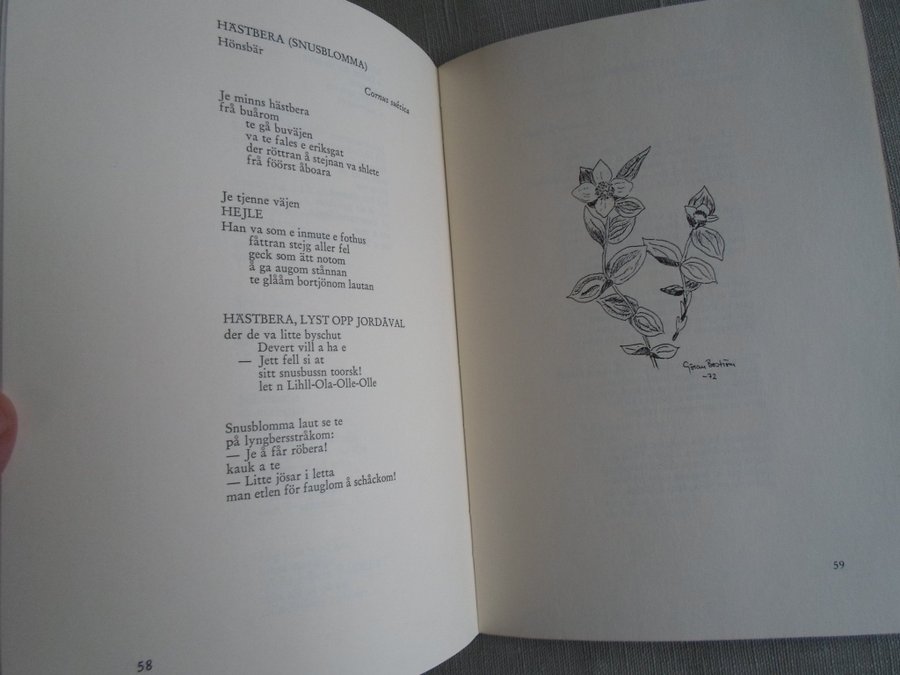 HÄSTBERA (SNUSBLOMMA)
Hönsbär
Cornus suécica
Je minns hästbera
frå buårom
te gå buväjen
va te fales e eriksgat
der röttran å stejnan va shlete
frå föörst åboara
Je tjenne väjen
HEJLE
Han va som e inmute e fothus
fåttran stejg aller fel
geck som ätt notom
å ga augom stånnan
te glååm bortjönom lautan
HÄSTBERA, LYST OPP JORDÄVAL
der de va litte byschut
Devert vill a ha e
— Jett fell si at
sitt snusbussn toorsk!
let n Lihll-Ola-Olle-Olle
Snusblomma laut se te
på lyngbersstråkom:
— Je å får röbera!
kauk a te
— Litte jösar i letta
man etlen för fauglom å schåckom!
58
-72
59